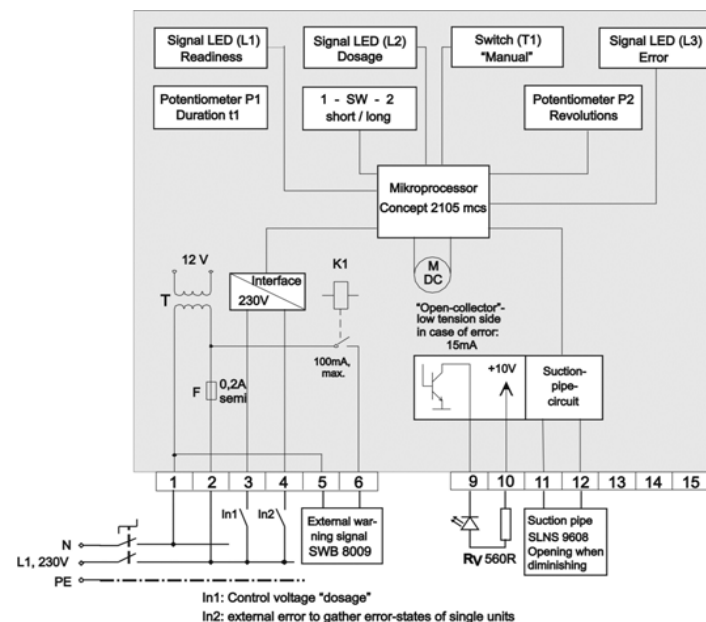 Signal LED (L1)
Readiness
Signal LED (L2)
Dosage
Switch (T1)
“Manual”
Signal LED (L3)
Error
Potentiometer P1
Duration t1
1 - SW - 2
short / long
Potentiometer P2
Revolutions
Mikroprocessor
Concept 2105 mcs
12 V
T
Interface
230V
K1
M
DC
"Open-collector"-
low tension side
in case of error:
15mA
100mA,
max.
F
0,2A
semi
+10V
Suction-
pipe-
circuit
1 2 3 4 5 6
9 10 11 12 13 14 15
In1
In2
External war-
ning signal
SWB 8009
RV 560R
Suction pipe
SLNS 9608
Opening when
diminishing
N
L1, 230V
PE
In1: Control voltage "dosage"
In2: external error to gather error-states of single units